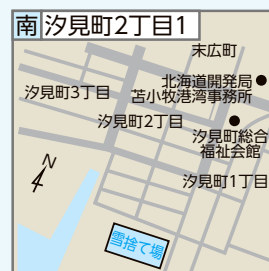 南 汐見町2丁目1
末広町
北海道開発局
苫小牧港湾事務所
汐見町3丁目
汐見町2丁目
汐見町総合
福祉会館
汐見町1丁目
N
雪捨て場